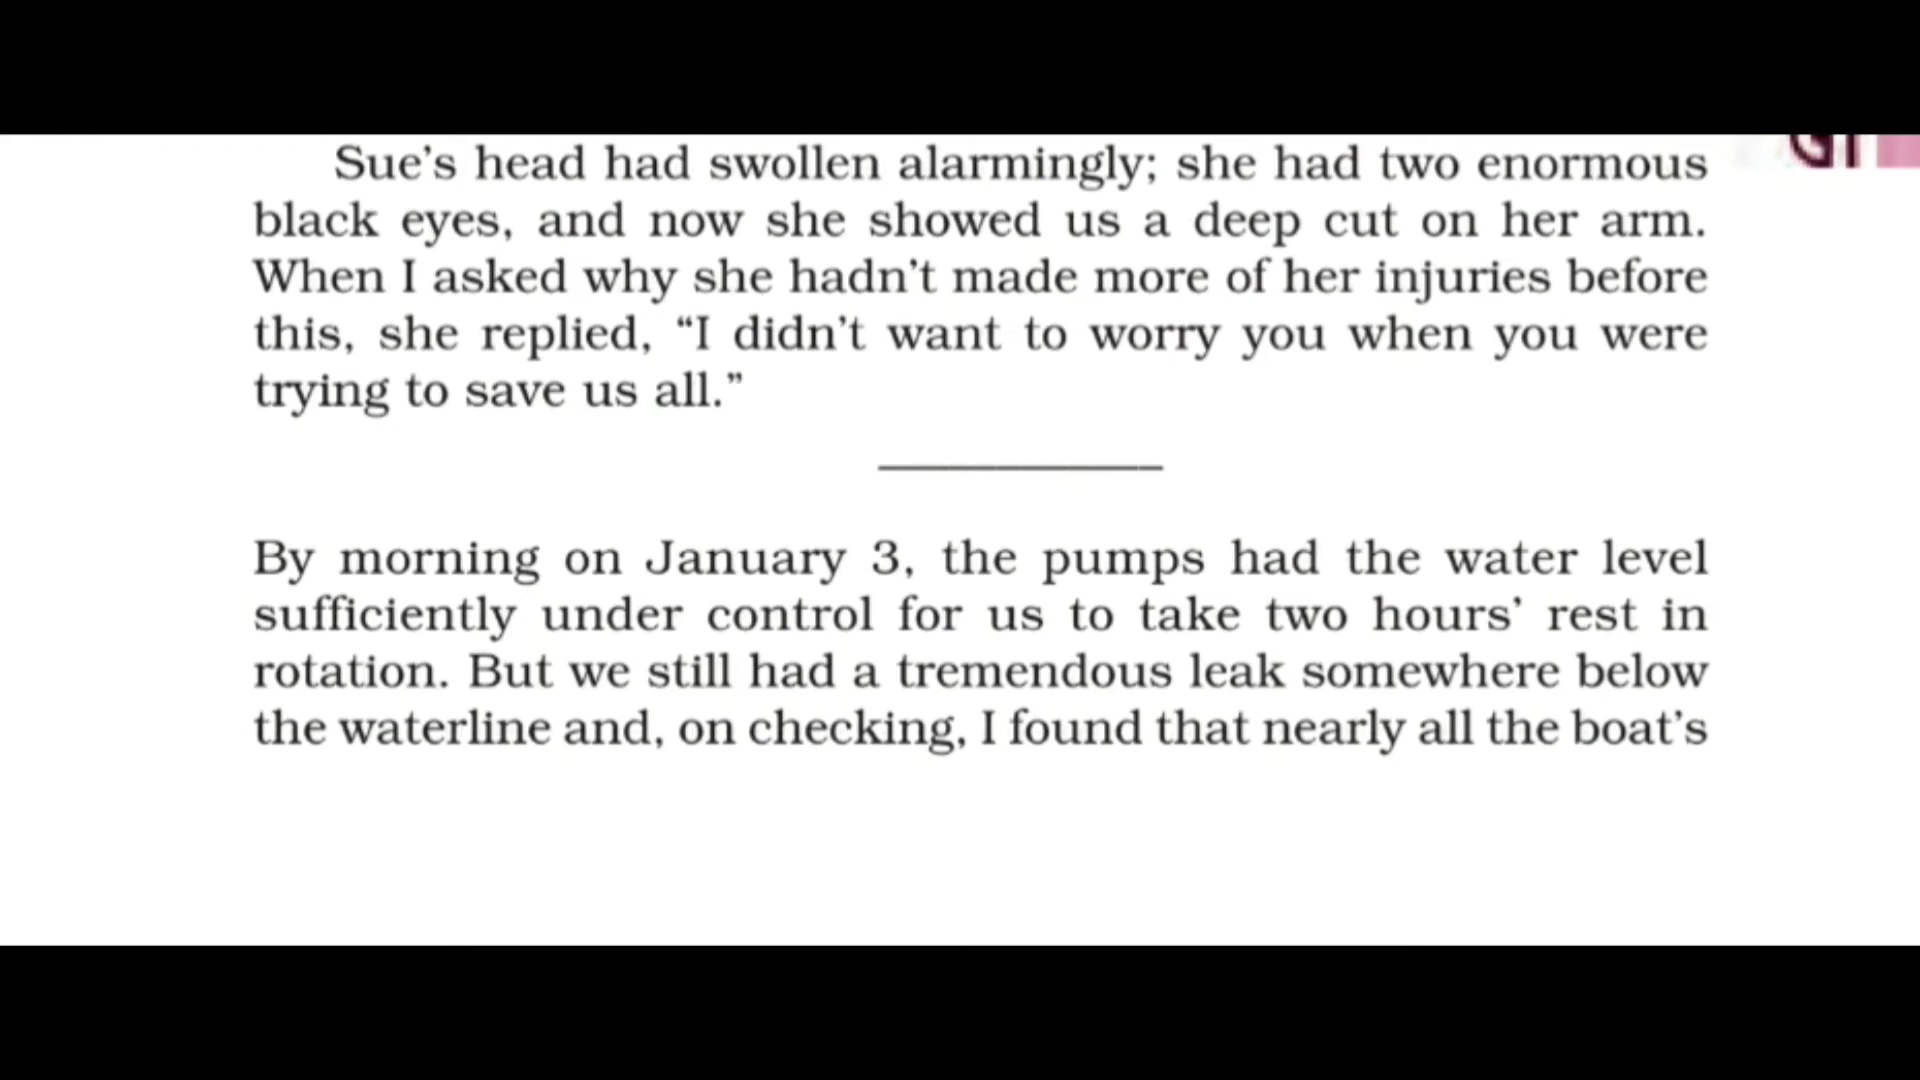 Sue’s head had swollen alarmingly; she had two enormous
black eyes, and now she showed us a deep cut on her arm.
When I asked why she hadn’t made more of her injuries before
this, she replied, “I didn’t want to worry you when you were
trying to save us all.”
By morning on January 3, the pumps had the water level
sufficiently under control for us to take two hours’ rest in
rotation. But we still had a tremendous leak somewhere below
the waterline and, on checking, I found that nearly all the boat’s